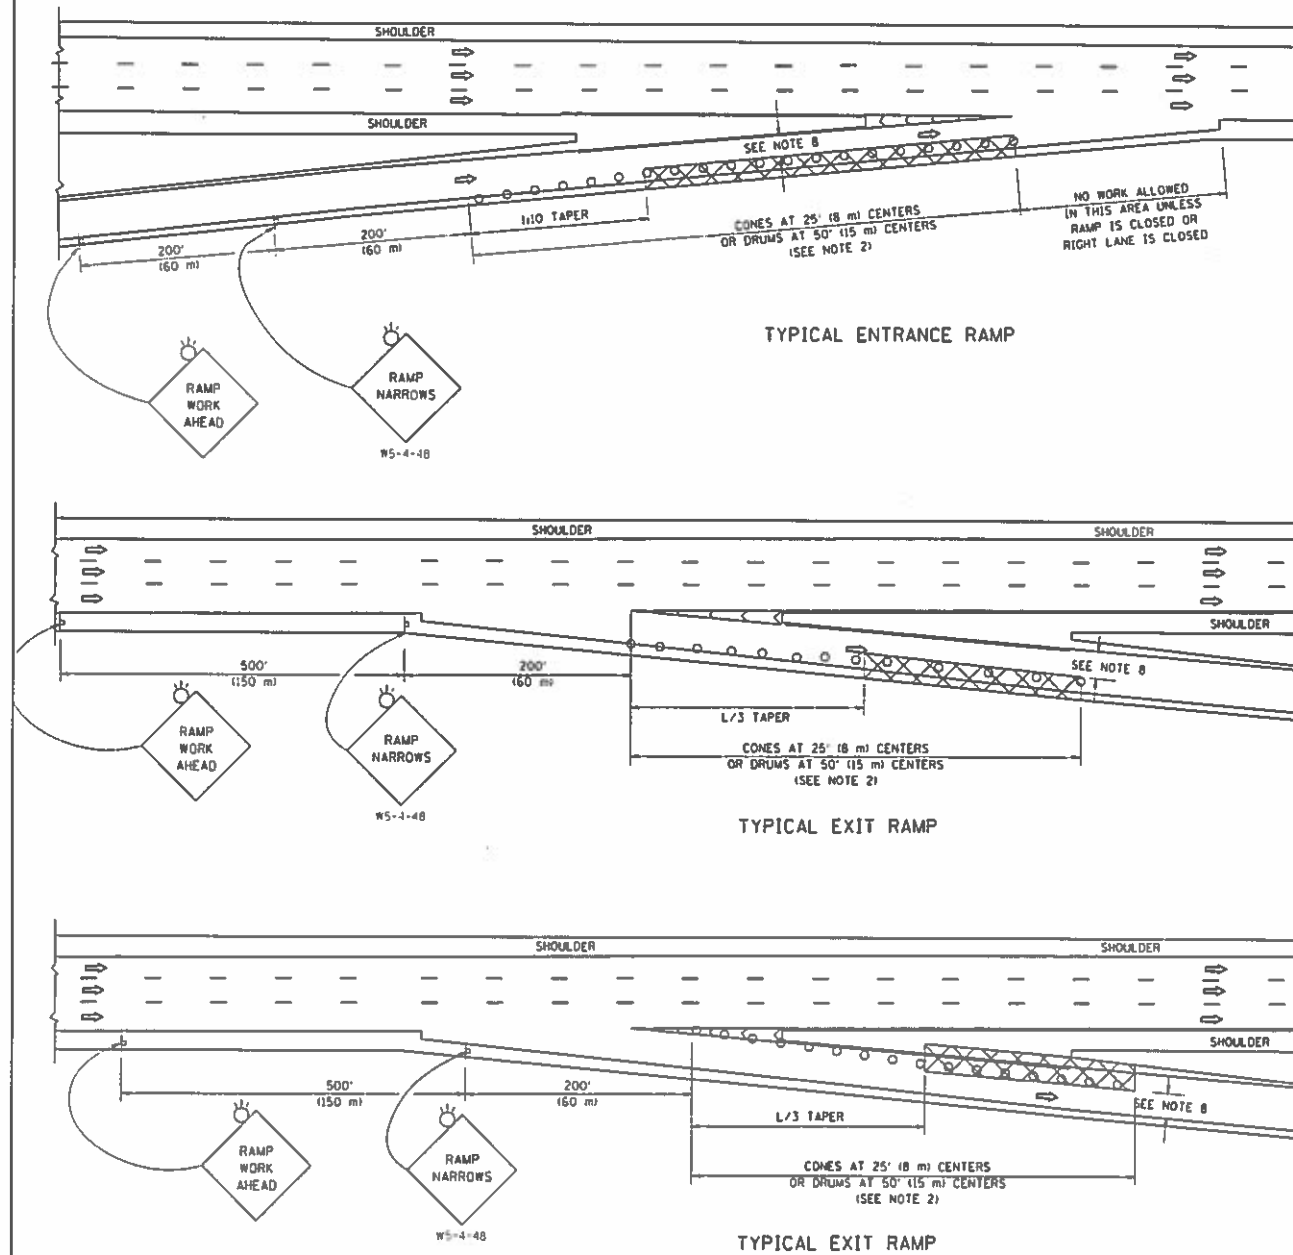 SHOULDER
SHOULDER
SEE NOTE 8
1:10 TAPER
200'
(60 m)
200'
(60 m)
CONES AT 25' (8 m) CENTERS
OR DRUMS AT 50' (15 m) CENTERS
(SEE NOTE 2)
NO WORK ALLOWED
IN THIS AREA UNLESS
RAMP IS CLOSED OR
RIGHT LANE IS CLOSED
TYPICAL ENTRANCE RAMP
RAMP
WORK
AHEAD
RAMP
NARROWS
W5-4-48
SHOULDER
SHOULDER
SHOULDER
SEE NOTE 8
500'
(150 m)
200'
(60 m)
L/3 TAPER
RAMP
WORK
AHEAD
RAMP
NARROWS
W5-4-48
CONES AT 25' (8 m) CENTERS
OR DRUMS AT 50' (15 m) CENTERS
(SEE NOTE 2)
TYPICAL EXIT RAMP
SHOULDER
SHOULDER
SHOULDER
500'
(150 m)
200'
(60 m)
SEE NOTE 8
L/3 TAPER
RAMP
WORK
AHEAD
RAMP
NARROWS
W5-4-48
CONES AT 25' (8 m) CENTERS
OR DRUMS AT 50' (15 m) CENTERS
(SEE NOTE 2)
TYPICAL EXIT RAMP